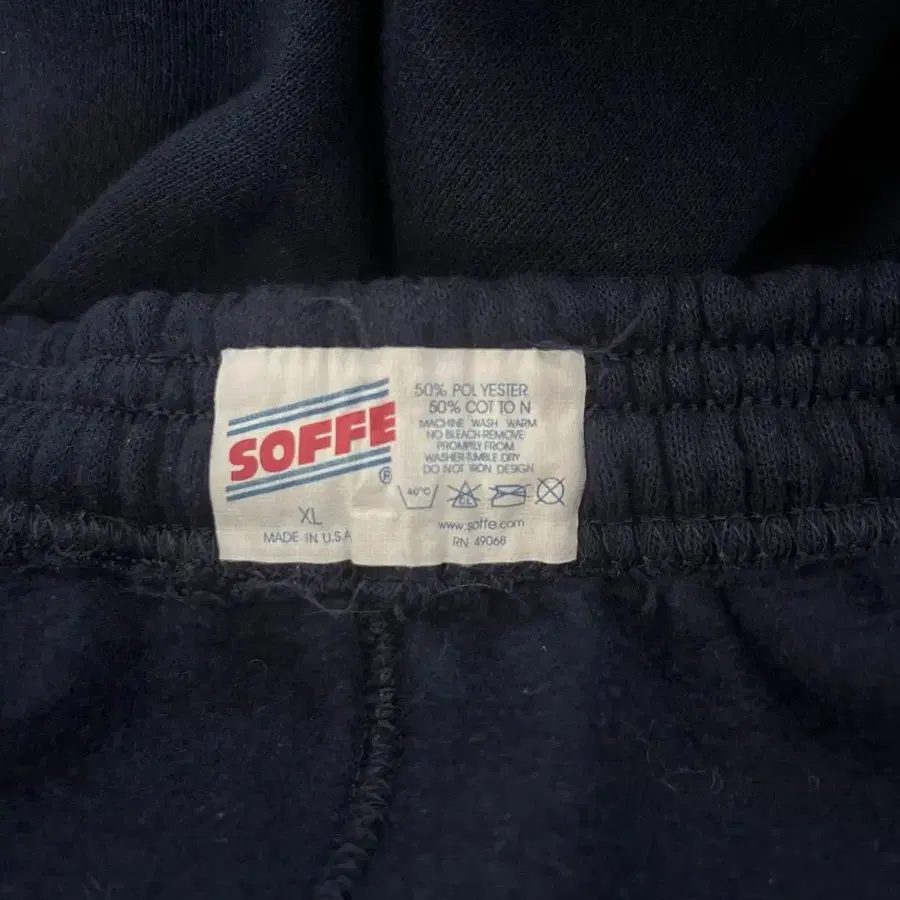 SOFFE
®
XL
MADE IN U.S.A
50% POLYESTER
50% COTTON
MACHINE WASH WARM
NO BLEACH-REMOVE
PROMPTLY FROM
WASHER-TUMBLE DRY
DO NOT IRON DESIGN
40°C CL
www.soffe.com
RN 49068